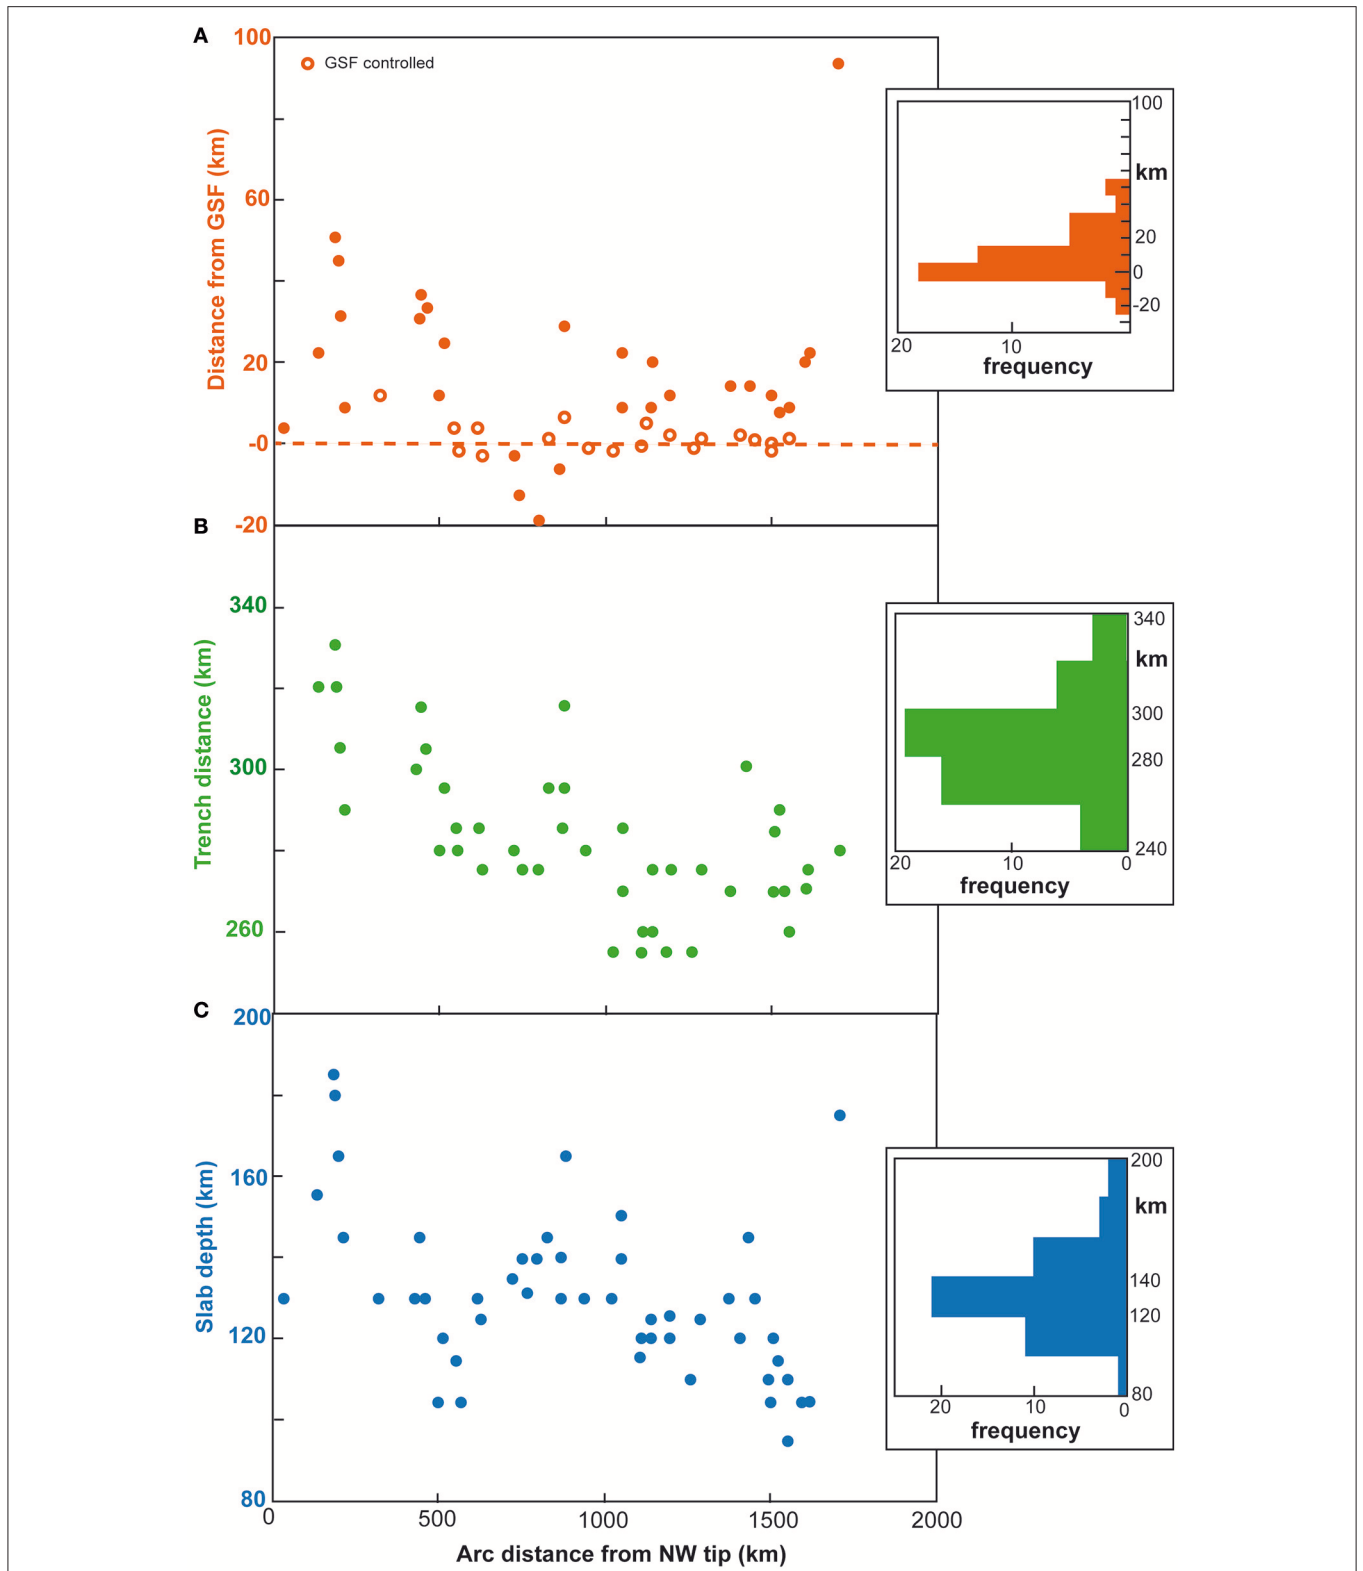 A
100
GSF controlled
60
20
-0
-20
Distance from GSF (km)
100
km
20
0
-20
20
10
frequency
B
340
300
260
Trench distance (km)
340
km
300
280
240
20
10
0
frequency
C
200
160
120
80
Slab depth (km)
200
km
140
120
80
20
10
0
frequency
0
500
1000
1500
2000
Arc distance from NW tip (km)